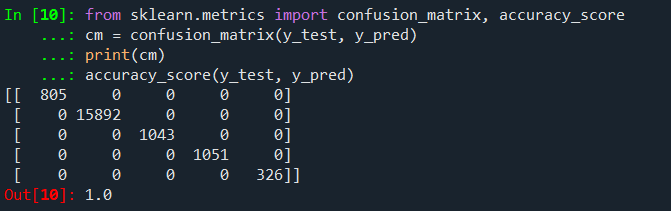 In [10]: from sklearn.metrics import confusion_matrix, accuracy_score
    ...: cm = confusion_matrix(y_test, y_pred)
    ...: print(cm)
    ...: accuracy_score(y_test, y_pred)
[[  805     0     0     0     0]
 [    0 15892     0     0     0]
 [    0     0  1043     0     0]
 [    0     0     0  1051     0]
 [    0     0     0     0   326]]
Out[10]: 1.0